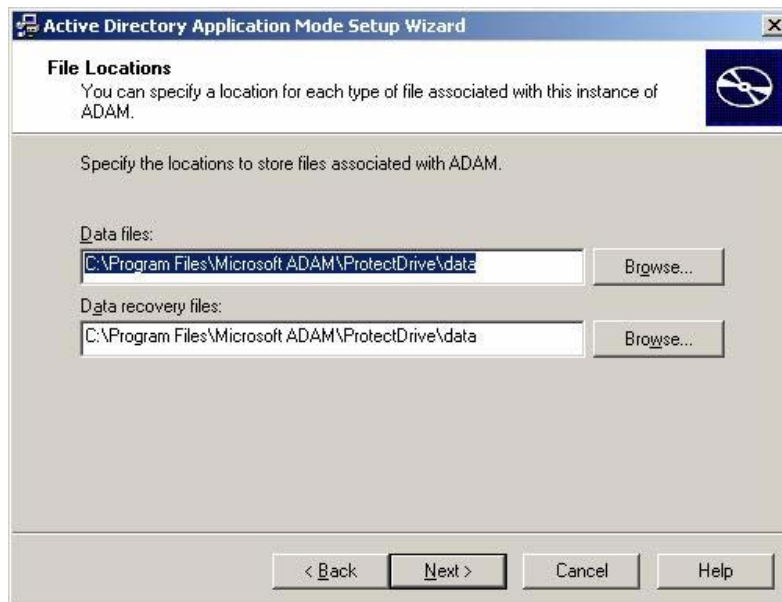 Active Directory Application Mode Setup Wizard
File Locations
You can specify a location for each type of file associated with this instance of
ADAM.
Specify the locations to store files associated with ADAM.
Data files:
C:\Program Files\Microsoft ADAM\ProtectDrive\data
Browse...
Data recovery files:
C:\Program Files\Microsoft ADAM\ProtectDrive\data
Browse...
< Back
Next >
Cancel
Help